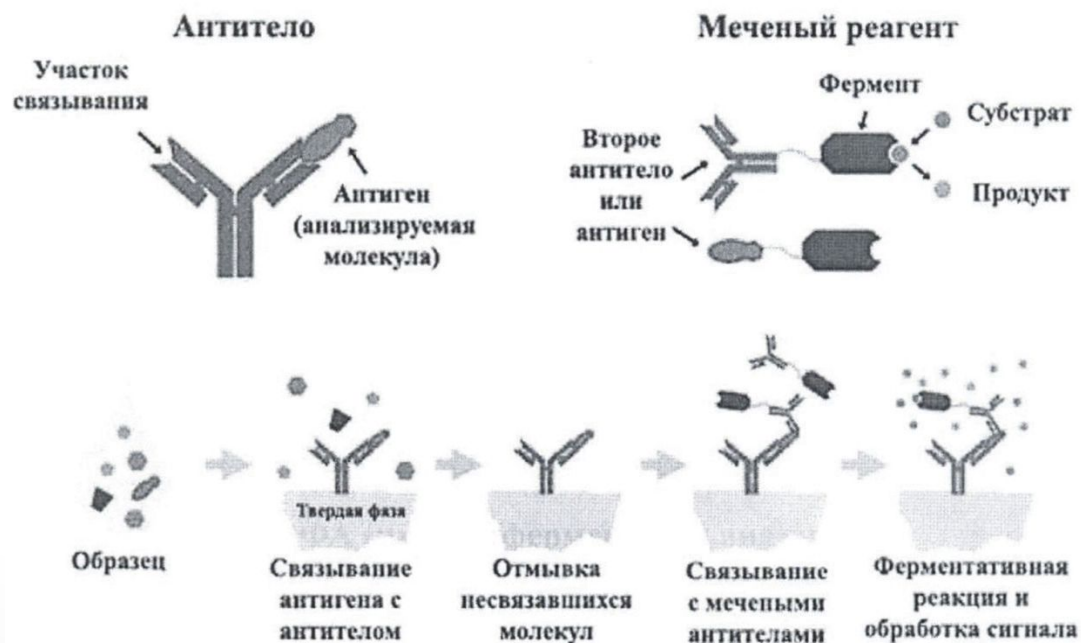 Антитело
Меченый реагент
Участок
связывания
Антиген
(анализируемая
молекула)
Фермент
Субстрат
Второе
антитело
или
антиген
Продукт
Твердая фаза
Образец
Связывание
антигена с
антителом
Отмывка
несвязавшихся
молекул
Связывание
с мечеными
антителами
Ферментативная
реакция и
обработка сигнала